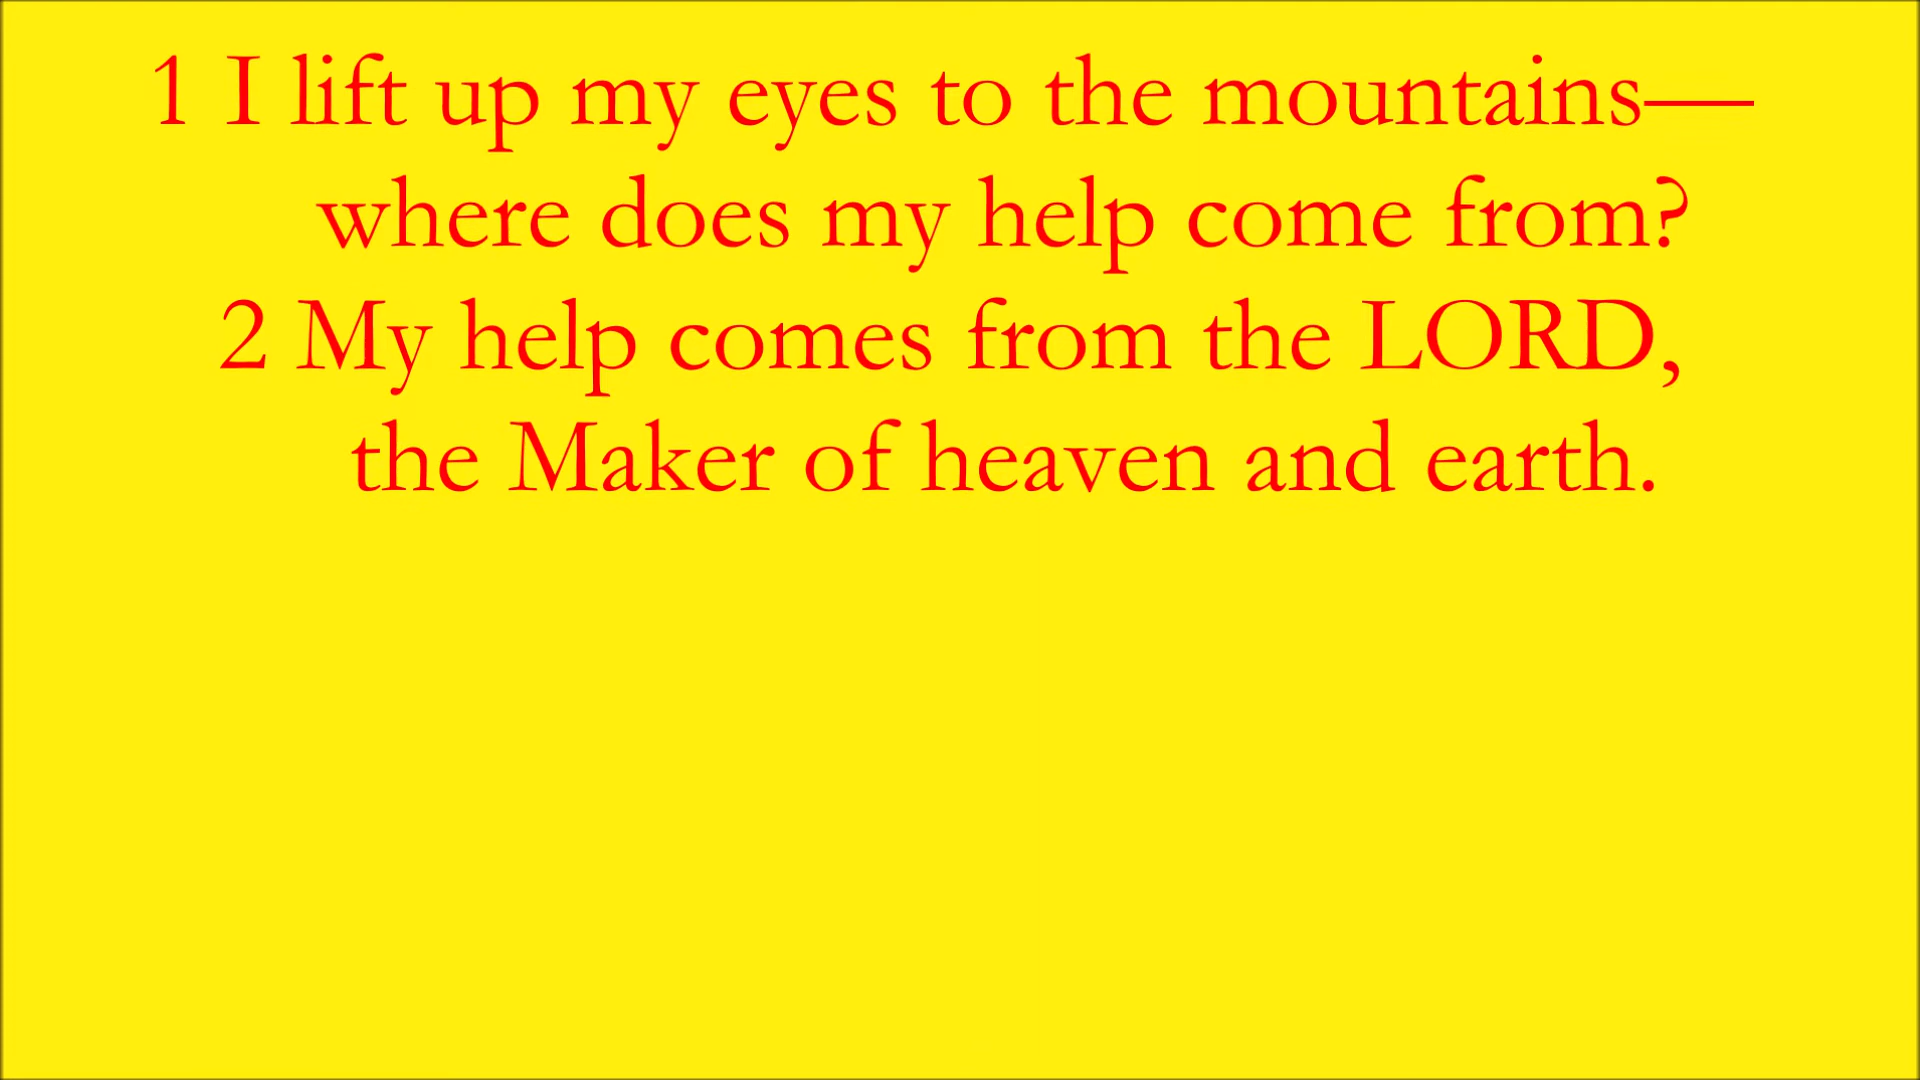 1 I lift up my eyes to the mountains—
where does my help come from?
2 My help comes from the LORD,
the Maker of heaven and earth.